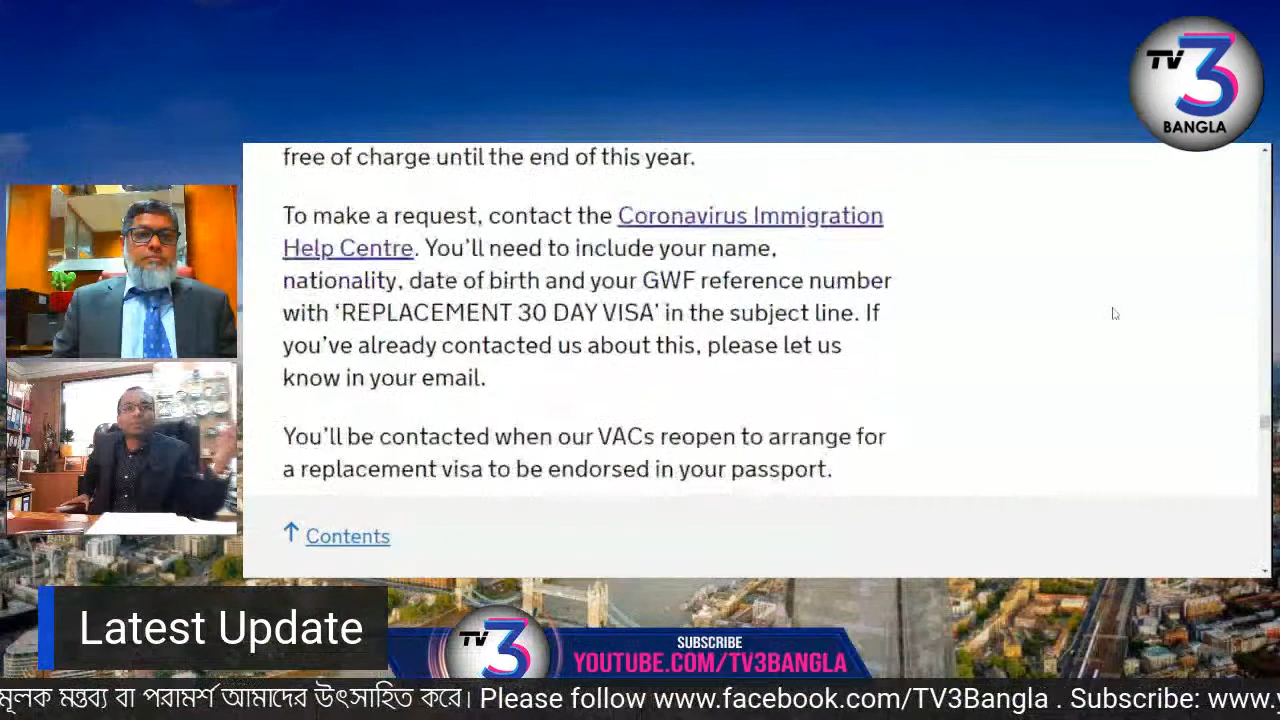 TV3
BANGLA
free of charge until the end of this year.
To make a request, contact the Coronavirus Immigration
Help Centre. You’ll need to include your name,
nationality, date of birth and your GWF reference number
with ‘REPLACEMENT 30 DAY VISA’ in the subject line. If
you’ve already contacted us about this, please let us
know in your email.
You’ll be contacted when our VACs reopen to arrange for
a replacement visa to be endorsed in your passport.
↑ Contents
Latest Update
TV3
SUBSCRIBE
YOUTUBE.COM/TV3BANGLA
মূলক মন্তব্য বা পরামর্শ আমাদের উৎসাহিত করে। Please follow www.facebook.com/TV3Bangla . Subscribe: www.